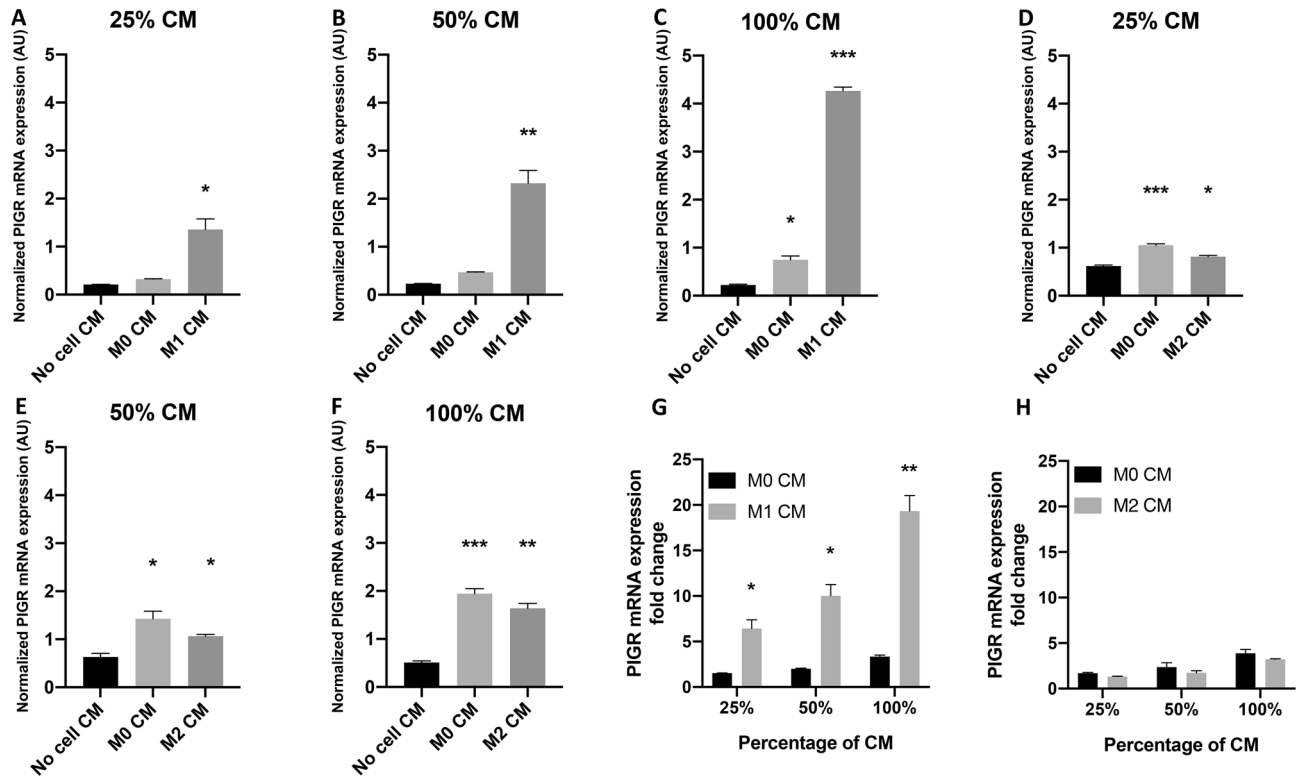 A
25% CM
Normalized PIGR mRNA expression (AU)
5
4
3
2
1
0
*
No cell CM
M0 CM
M1 CM
B
50% CM
Normalized PIGR mRNA expression (AU)
5
4
3
2
1
0
**
No cell CM
M0 CM
M1 CM
C
100% CM
Normalized PIGR mRNA expression (AU)
5
4
3
2
1
0
*
***
No cell CM
M0 CM
M1 CM
D
25% CM
Normalized PIGR mRNA expression (AU)
5
4
3
2
1
0
***
*
No cell CM
M0 CM
M2 CM
E
50% CM
Normalized PIGR mRNA expression (AU)
5
4
3
2
1
0
*
*
No cell CM
M0 CM
M2 CM
F
100% CM
Normalized PIGR mRNA expression (AU)
5
4
3
2
1
0
***
**
No cell CM
M0 CM
M2 CM
G
PIGR mRNA expression
fold change
25
20
15
10
5
0
M0 CM
M1 CM
*
*
**
25%
50%
100%
Percentage of CM
H
PIGR mRNA expression
fold change
25
20
15
10
5
0
M0 CM
M2 CM
25%
50%
100%
Percentage of CM